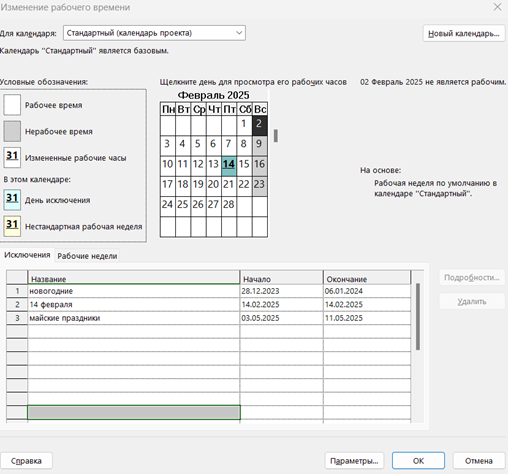 Изменение рабочего времени
Для календаря: Стандартный (календарь проекта) Новый календарь...
Календарь "Стандартный" является базовым.
Условные обозначения:
Рабочее время
Нерабочее время
31 Измененные рабочие часы
В этом календаре:
31 День исключения
31 Нестандартная рабочая неделя
Щелкните день для просмотра его рабочих часов
Февраль 2025
Пн Вт Ср Чт Пт Сб Вс
1 2
3 4 5 6 7 8 9
10 11 12 13 14 15 16
17 18 19 20 21 22 23
24 25 26 27 28
02 Февраль 2025 не является рабочим.
На основе:
Рабочая неделя по умолчанию в
календаре "Стандартный".
Исключения Рабочие недели
Название Начало Окончание
1 новогодние 28.12.2023 06.01.2024
2 14 февраля 14.02.2025 14.02.2025
3 майские праздники 03.05.2025 11.05.2025
Подробности...
Удалить
Справка Параметры... ОК Отмена